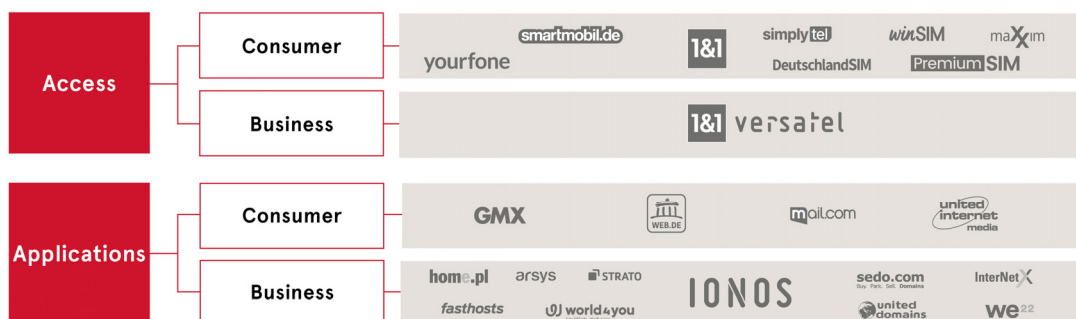 Access
Consumer
smartmobil.de
yourfone
1&1
simplytel
winSIM
maXXim
DeutschlandSIM
PremiumSIM
Business
1&1 versatel
Applications
Consumer
GMX
WEB.DE
mail.com
united
internet
media
Business
home.pl
arsys
STRATO
fasthosts
world4you
IONOS
sedo.com
Buy. Park. Sell. Domains
InterNetX
united
domains
we22